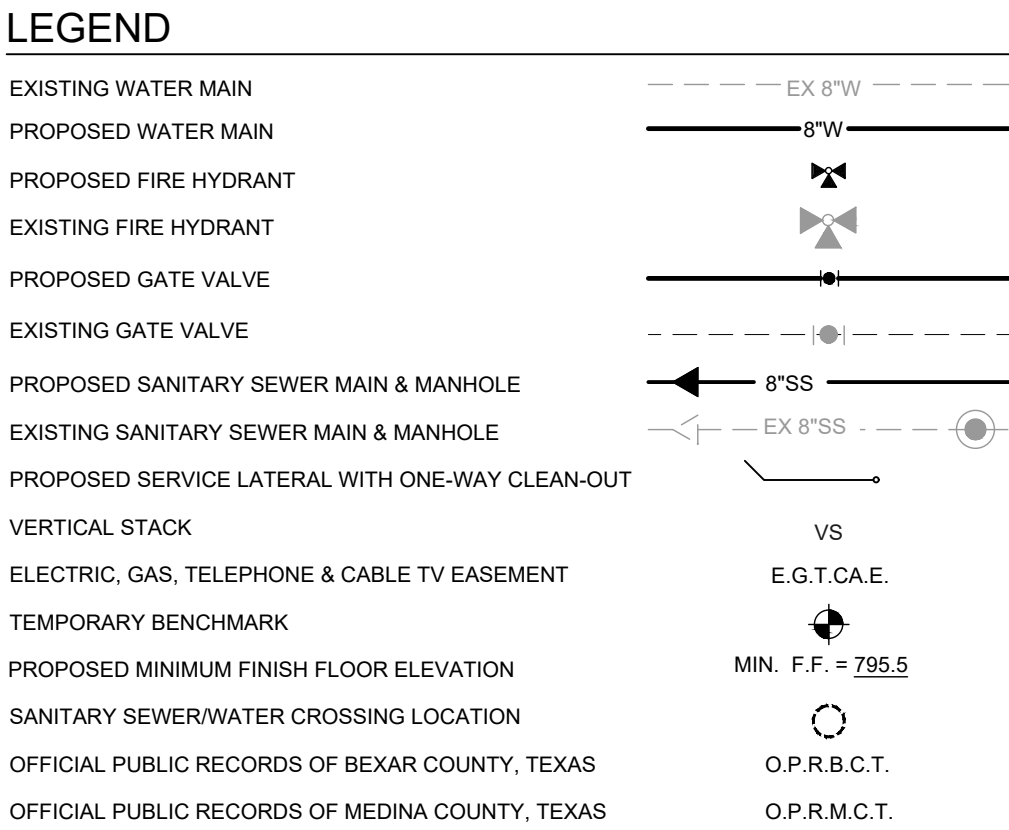 LEGEND
EXISTING WATER MAIN EX 8"W
PROPOSED WATER MAIN 8"W
PROPOSED FIRE HYDRANT
EXISTING FIRE HYDRANT
PROPOSED GATE VALVE
EXISTING GATE VALVE
PROPOSED SANITARY SEWER MAIN & MANHOLE 8"SS
EXISTING SANITARY SEWER MAIN & MANHOLE EX 8"SS
PROPOSED SERVICE LATERAL WITH ONE-WAY CLEAN-OUT
VERTICAL STACK VS
ELECTRIC, GAS, TELEPHONE & CABLE TV EASEMENT E.G.T.CA.E.
TEMPORARY BENCHMARK
PROPOSED MINIMUM FINISH FLOOR ELEVATION MIN. F.F. = 795.5
SANITARY SEWER/WATER CROSSING LOCATION
OFFICIAL PUBLIC RECORDS OF BEXAR COUNTY, TEXAS O.P.R.B.C.T.
OFFICIAL PUBLIC RECORDS OF MEDINA COUNTY, TEXAS O.P.R.M.C.T.